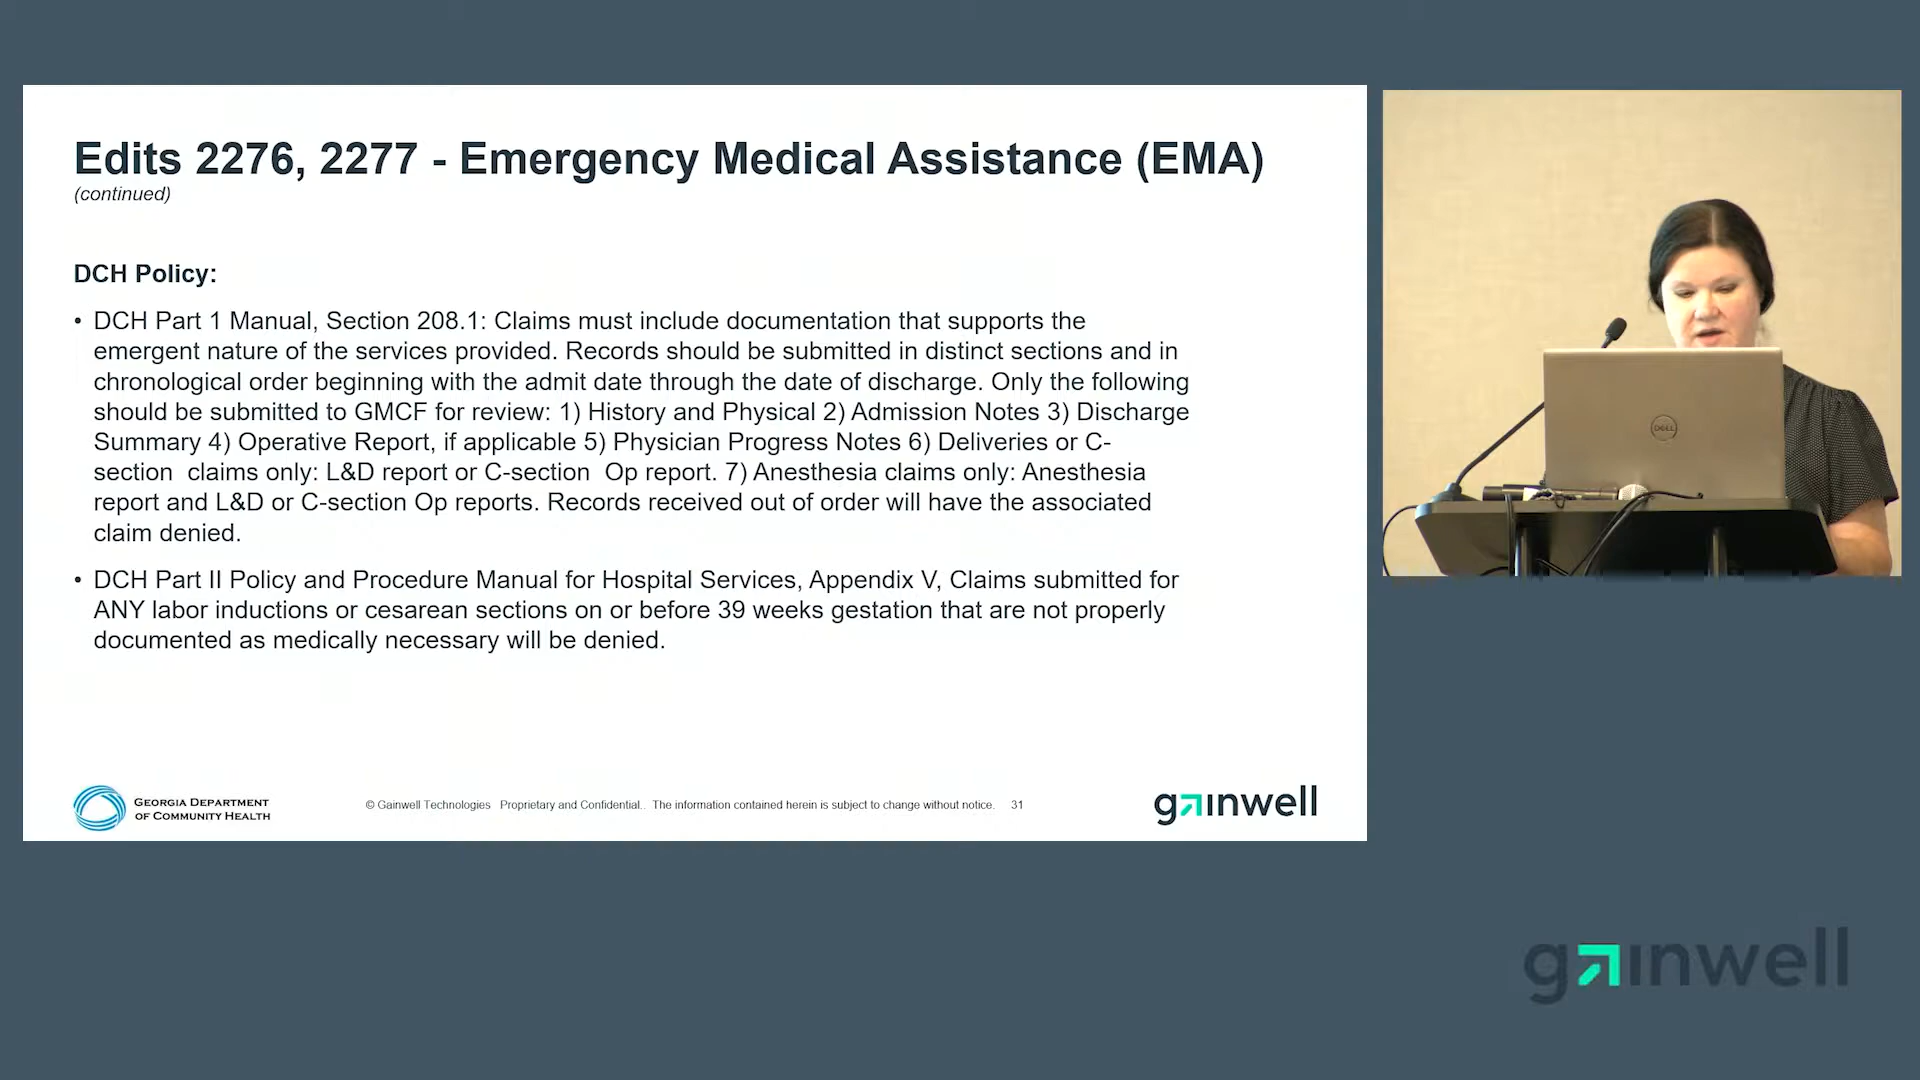 Edits 2276, 2277 - Emergency Medical Assistance (EMA)
(continued)
DCH Policy:
• DCH Part 1 Manual, Section 208.1: Claims must include documentation that supports the
emergent nature of the services provided. Records should be submitted in distinct sections and in
chronological order beginning with the admit date through the date of discharge. Only the following
should be submitted to GMCF for review: 1) History and Physical 2) Admission Notes 3) Discharge
Summary 4) Operative Report, if applicable 5) Physician Progress Notes 6) Deliveries or C-
section claims only: L&D report or C-section Op report. 7) Anesthesia claims only: Anesthesia
report and L&D or C-section Op reports. Records received out of order will have the associated
claim denied.
• DCH Part II Policy and Procedure Manual for Hospital Services, Appendix V, Claims submitted for
ANY labor inductions or cesarean sections on or before 39 weeks gestation that are not properly
documented as medically necessary will be denied.
GEORGIA DEPARTMENT
OF COMMUNITY HEALTH
© Gainwell Technologies Proprietary and Confidential.. The information contained herein is subject to change without notice. 31
gainwell
DELL
gainwell